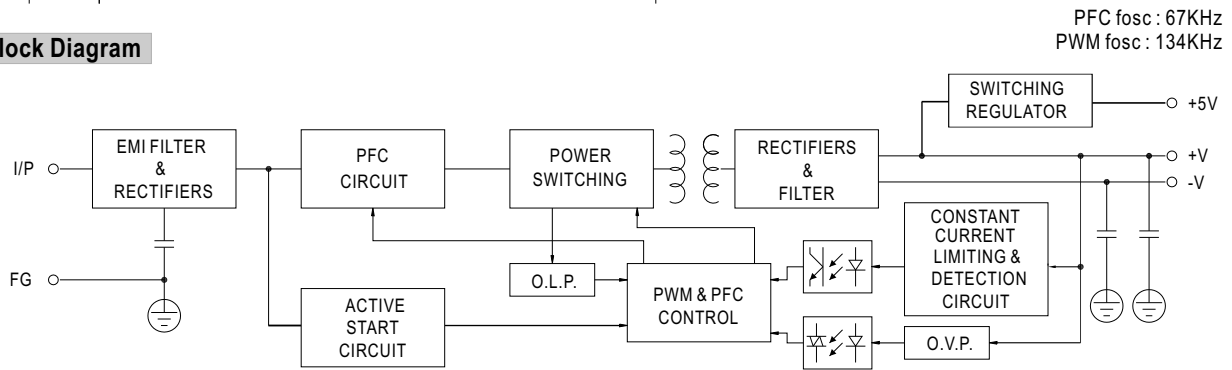 PFC fosc : 67KHz
PWM fosc : 134KHz
lock Diagram
SWITCHING
REGULATOR
+5V
I/P
EMI FILTER
&
RECTIFIERS
PFC
CIRCUIT
POWER
SWITCHING
RECTIFIERS
&
FILTER
+V
-V
CONSTANT
CURRENT
LIMITING &
DETECTION
CIRCUIT
FG
O.L.P.
PWM & PFC
CONTROL
ACTIVE
START
CIRCUIT
O.V.P.